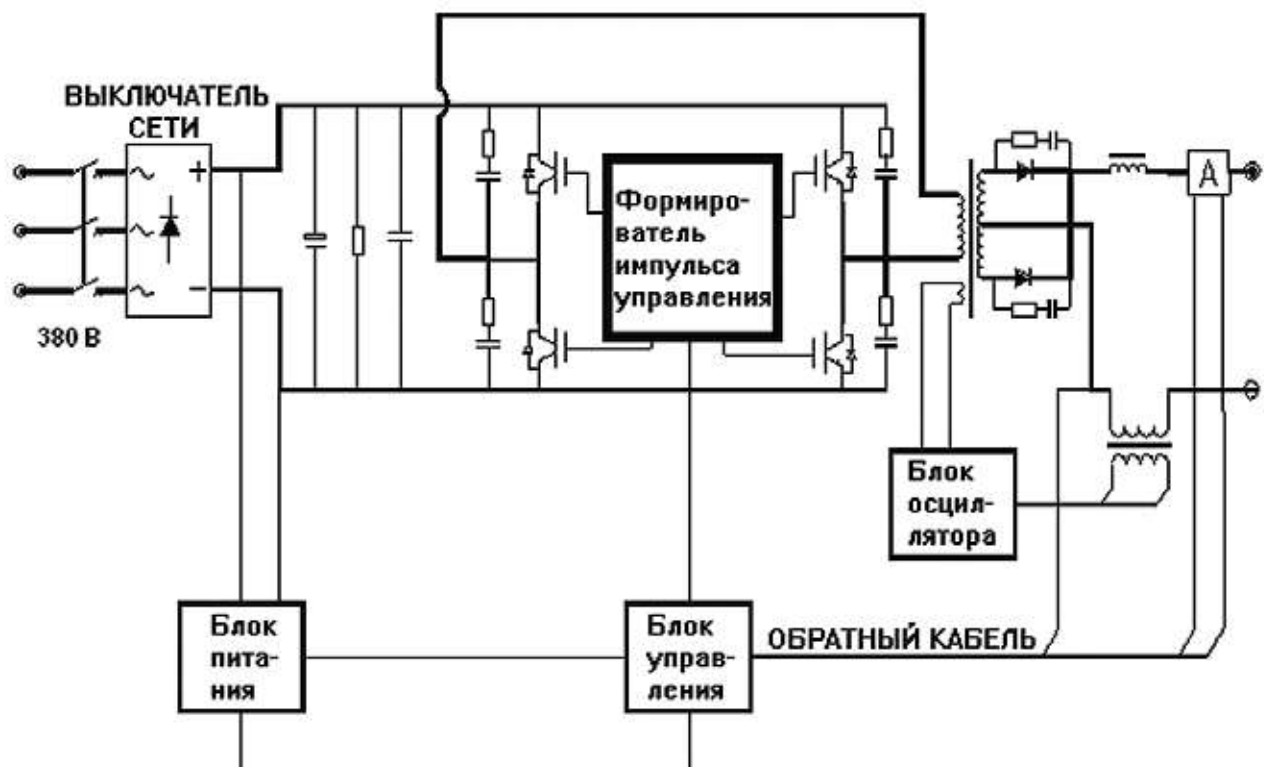 ВЫКЛЮЧАТЕЛЬ
СЕТИ
+
−
380 В
Формиро-
ватель
импульса
управления
A
Блок
осцил-
лятора
Блок
пита-
ния
Блок
управ-
ления
ОБРАТНЫЙ КАБЕЛЬ